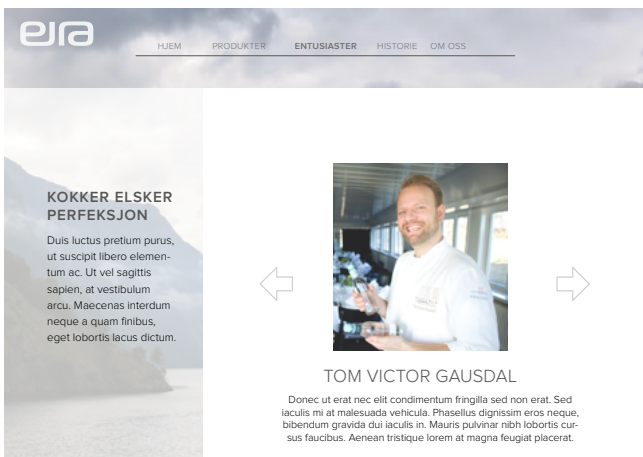 eira
HJEM PRODUKTER ENTUSIASTER HISTORIE OM OSS
KOKKER ELSKER
PERFEKSJON
Duis luctus pretium purus,
ut suscipit libero elemen-
tum ac. Ut vel sagittis
sapien, at vestibulum
arcu. Maecenas interdum
neque a quam finibus,
eget lobortis lacus dictum.
TOM VICTOR GAUSDAL
Donec ut erat nec elit condimentum fringilla sed non erat. Sed
iaculis mi at malesuada vehicula. Phasellus dignissim eros neque,
bibendum gravida dui iaculis in. Mauris pulvinar nibh lobortis cur-
sus faucibus. Aenean tristique lorem at magna feugiat placerat.